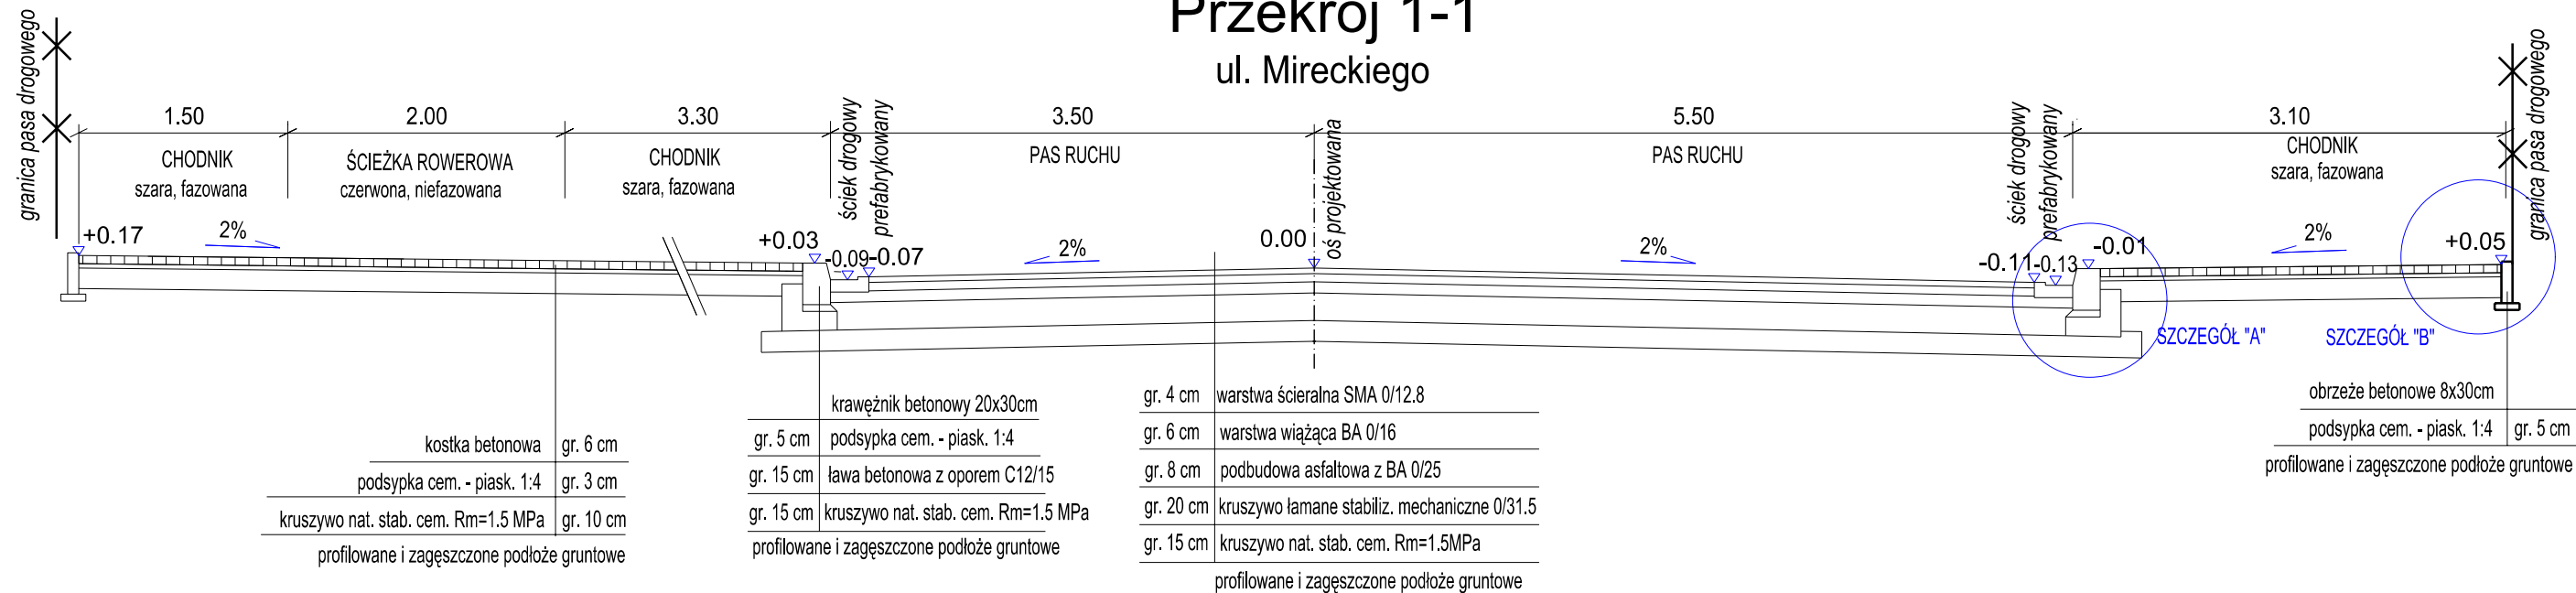 Przekrój 1-1
ul. Mireckiego
granica pasa drogowego
1.50
2.00
3.30
3.50
5.50
3.10
CHODNIK
szara, fazowana
ŚCIEŻKA ROWEROWA
czerwona, niefazowana
CHODNIK
szara, fazowana
ściek drogowy
prefabrykowany
PAS RUCHU
oś projektowana
PAS RUCHU
ściek drogowy
prefabrykowany
CHODNIK
szara, fazowana
granica pasa drogowego
+0.17
2%
+0.03
-0.09
-0.07
2%
0.00
2%
-0.11
-0.13
-0.01
2%
+0.05
SZCZEGÓŁ "A"
SZCZEGÓŁ "B"
kostka betonowa gr. 6 cm
podsypka cem. - piask. 1:4 gr. 3 cm
kruszywo nat. stab. cem. Rm=1.5 MPa gr. 10 cm
profilowane i zagęszczone podłoże gruntowe
krawężnik betonowy 20x30cm
gr. 5 cm podsypka cem. - piask. 1:4
gr. 15 cm ława betonowa z oporem C12/15
gr. 15 cm kruszywo nat. stab. cem. Rm=1.5 MPa
profilowane i zagęszczone podłoże gruntowe
gr. 4 cm warstwa ścieralna SMA 0/12.8
gr. 6 cm warstwa wiążąca BA 0/16
gr. 8 cm podbudowa asfaltowa z BA 0/25
gr. 20 cm kruszywo łamane stabiliz. mechaniczne 0/31.5
gr. 15 cm kruszywo nat. stab. cem. Rm=1.5MPa
profilowane i zagęszczone podłoże gruntowe
obrzeże betonowe 8x30cm
podsypka cem. - piask. 1:4 gr. 5 cm
profilowane i zagęszczone podłoże gruntowe